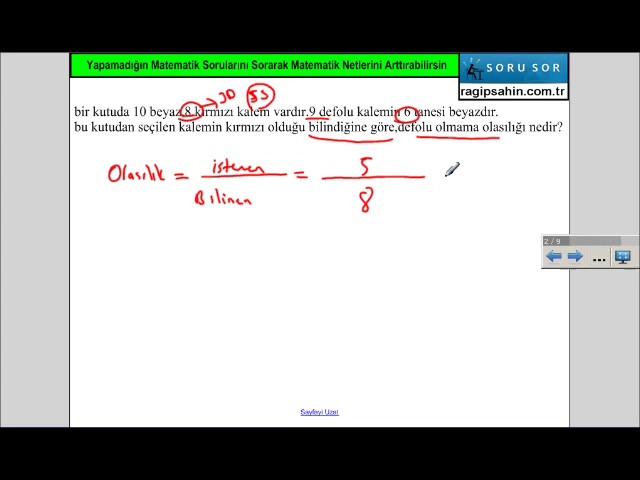 Yapamadığın Matematik Sorularını Sorarak Matematik Netlerini Arttırabilirsin
SORU SOR
ragipsahin.com.tr
3D 5S
bir kutuda 10 beyaz,8 kırmızı kalem vardır.9 defolu kalemin 6 tanesi beyazdır.
bu kutudan seçilen kalemin kırmızı olduğu bilindiğine göre,defolu olmama olasılığı nedir?
Olasılık = istenen = 5
Bilinen 8
2 / 9
...
Sayfayı Uzat